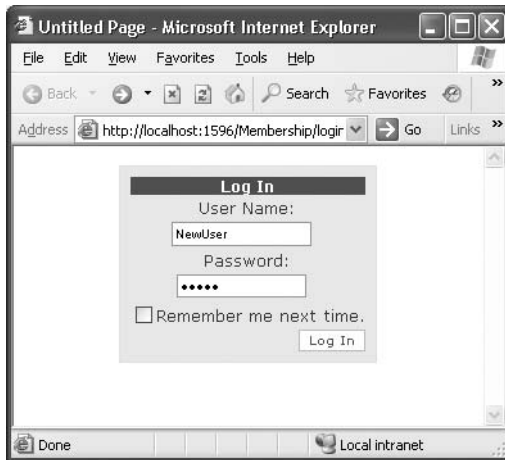 Untitled Page - Microsoft Internet Explorer
File Edit View Favorites Tools Help
Back Search Favorites »
Address http://localhost:1596/Membership/login Go Links »
Log In
User Name:
NewUser
Password:
•••••
Remember me next time.
Log In
Done Local intranet